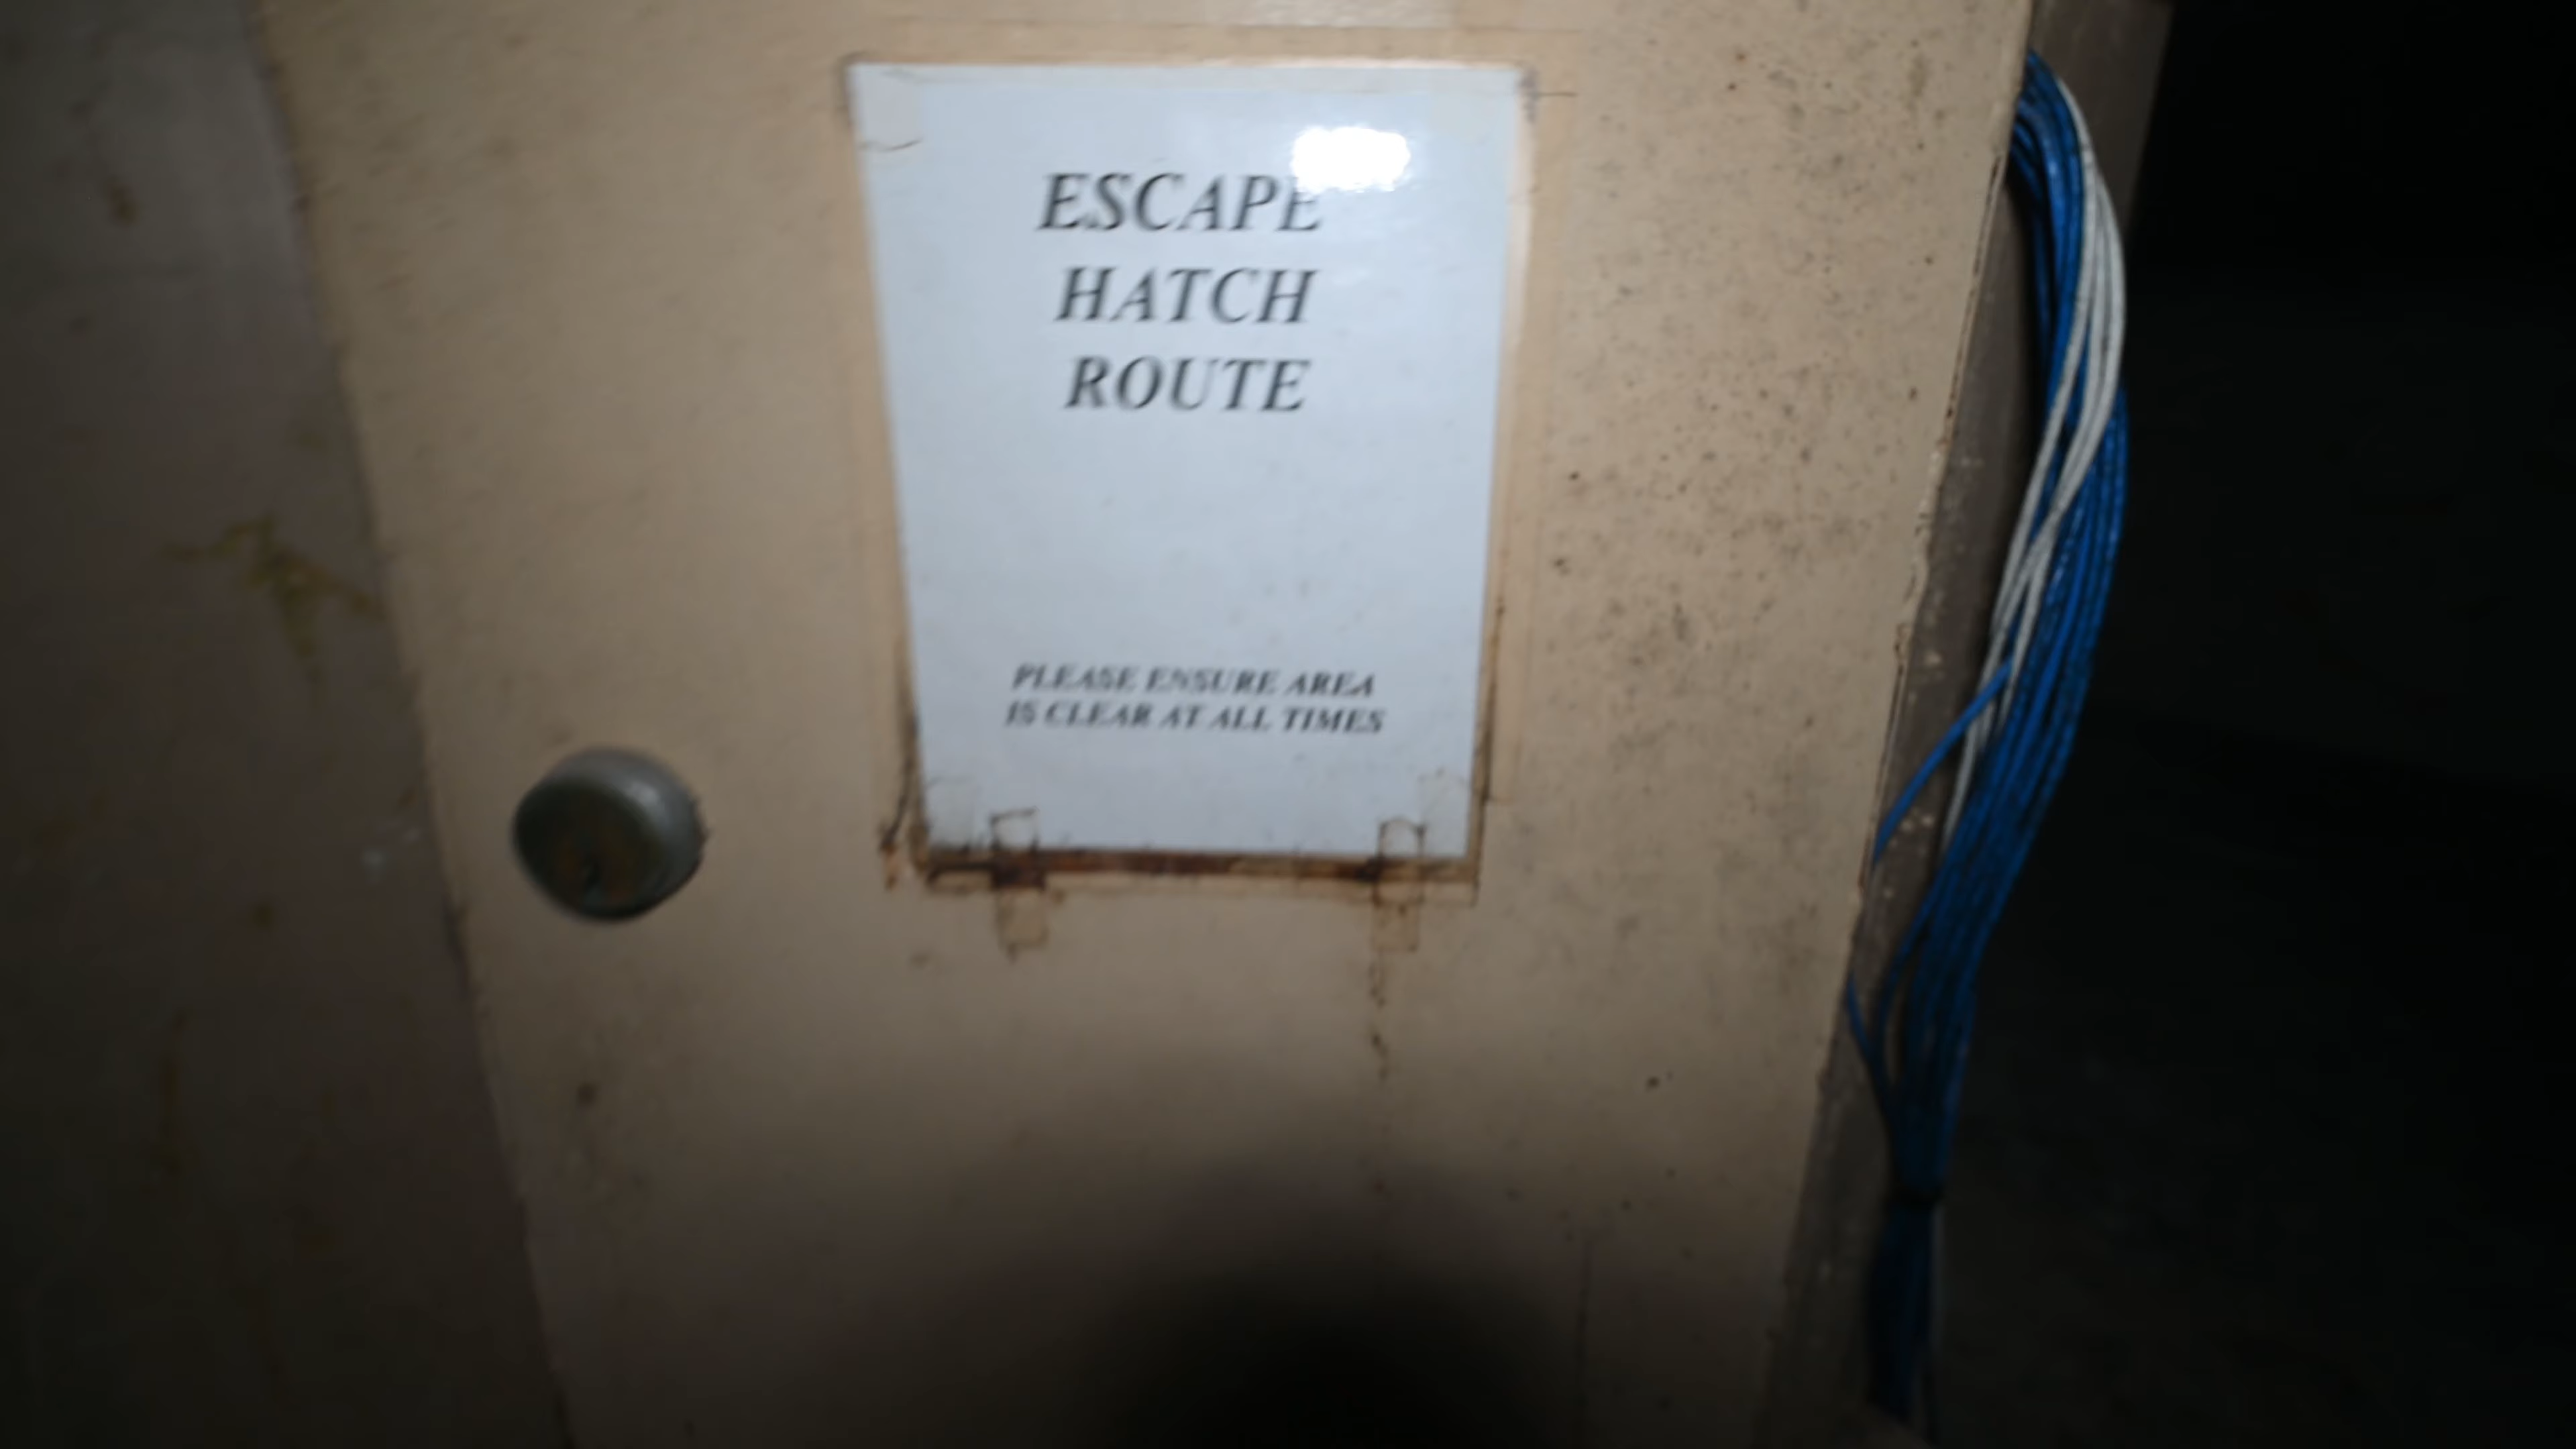 ESCAPE
HATCH
ROUTE
PLEASE ENSURE AREA
IS CLEAR AT ALL TIMES